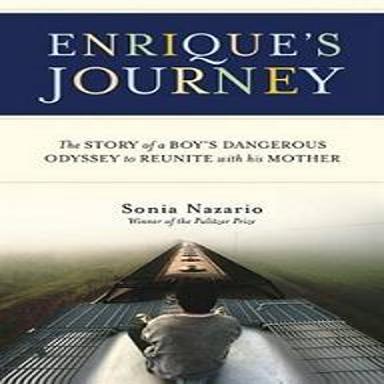 ENRIQUE'S
JOURNEY
The STORY of a BOY'S DANGEROUS
ODYSSEY to REUNITE with his MOTHER
Sonia Nazario
Winner of the Pulitzer Prize